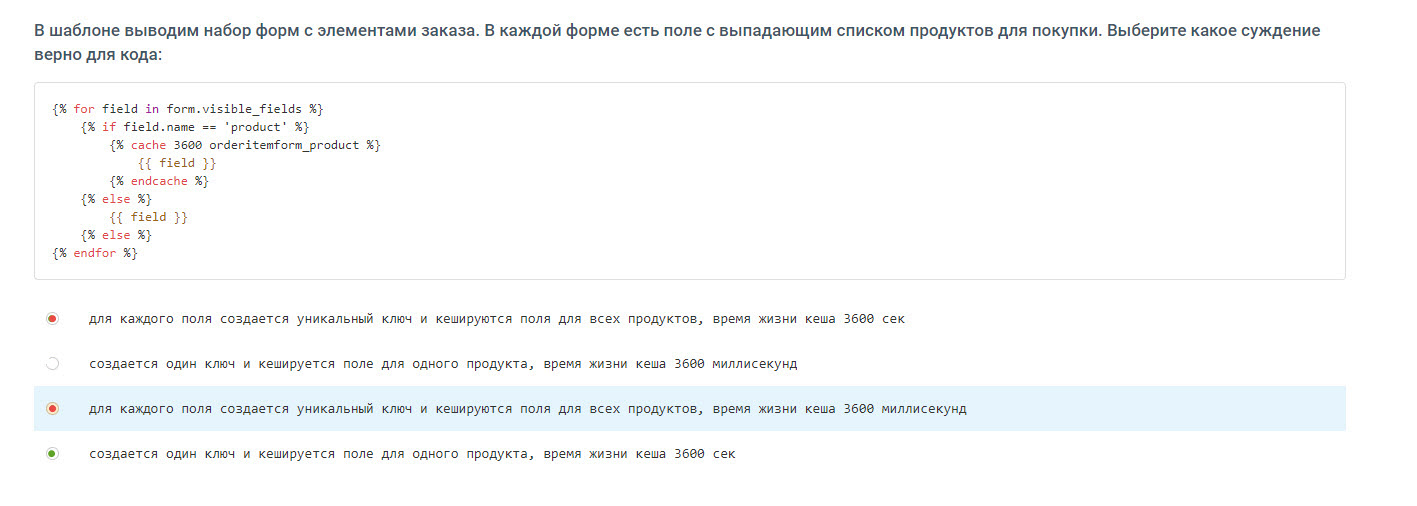 В шаблоне выводим набор форм с элементами заказа. В каждой форме есть поле с выпадающим списком продуктов для покупки. Выберите какое суждение
верно для кода:
{% for field in form.visible_fields %}
    {% if field.name == 'product' %}
        {% cache 3600 orderitemform_product %}
            {{ field }}
        {% endcache %}
    {% else %}
        {{ field }}
    {% else %}
{% endfor %}
для каждого поля создается уникальный ключ и кешируются поля для всех продуктов, время жизни кеша 3600 сек
создается один ключ и кешируется поле для одного продукта, время жизни кеша 3600 миллисекунд
для каждого поля создается уникальный ключ и кешируются поля для всех продуктов, время жизни кеша 3600 миллисекунд
создается один ключ и кешируется поле для одного продукта, время жизни кеша 3600 сек